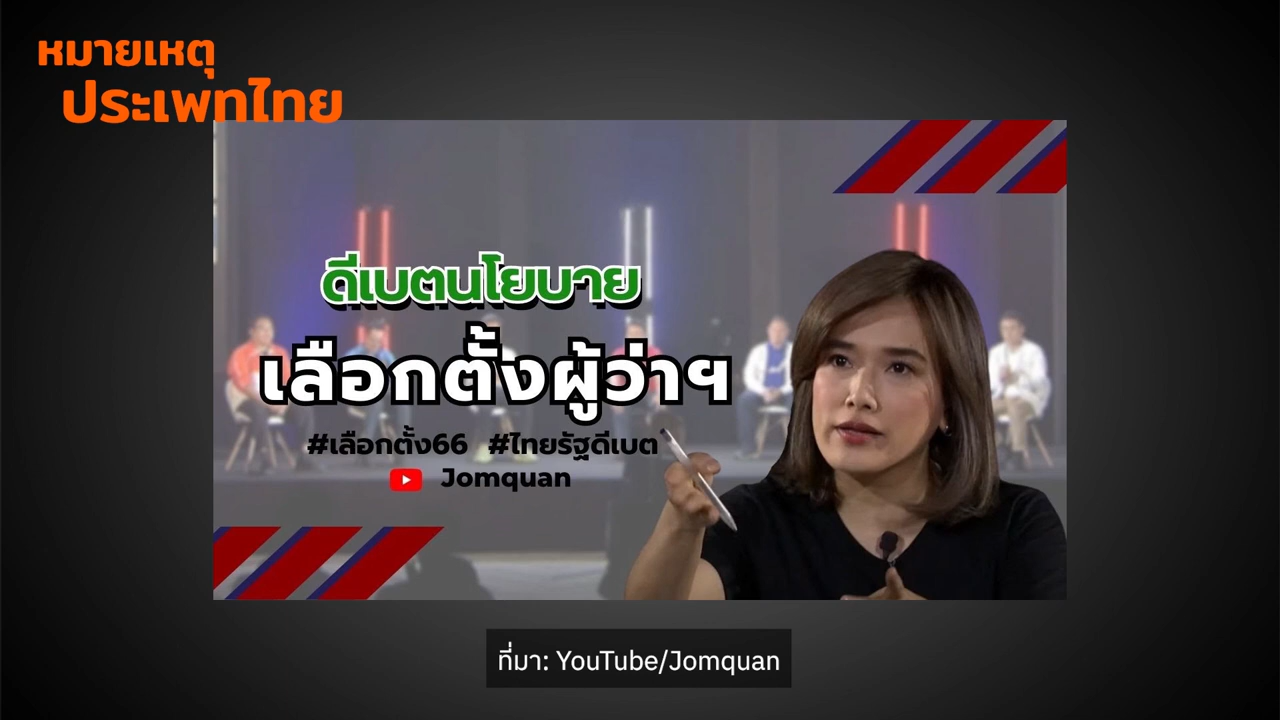 หมายเหตุ
ประเพทไทย
ดีเบตนโยบาย
เลือกตั้งผู้ว่าฯ
#เลือกตั้ง66 #ไทยรัฐดีเบต
Jomquan
ที่มา: YouTube/Jomquan